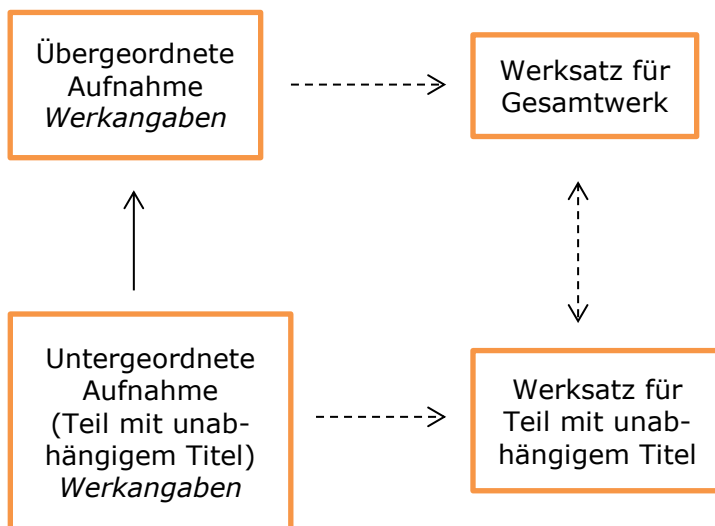 Übergeordnete
Aufnahme
Werkangaben
Werksatz für
Gesamtwerk
Untergeordnete
Aufnahme
(Teil mit unab-
hängigem Titel)
Werkangaben
Werksatz für
Teil mit unab-
hängigem Titel